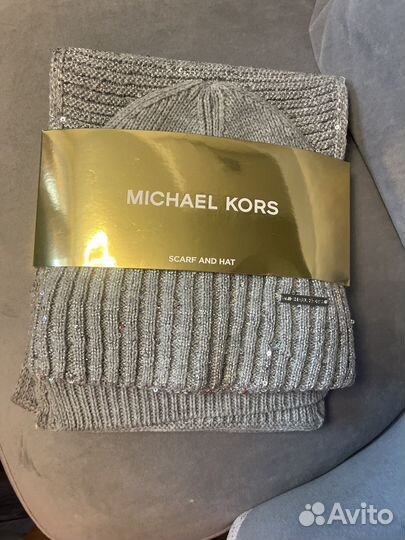 MICHAEL KORS
SCARF AND HAT
Avito